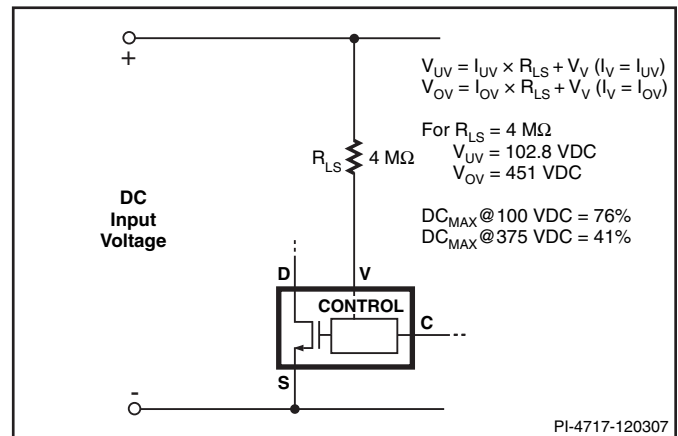 +
V_UV = I_UV × R_LS + V_V (I_V = I_UV)
V_OV = I_OV × R_LS + V_V (I_V = I_OV)
For R_LS = 4 MΩ
V_UV = 102.8 VDC
V_OV = 451 VDC
DC_MAX@100 VDC = 76%
DC_MAX@375 VDC = 41%
R_LS 4 MΩ
DC
Input
Voltage
D V
CONTROL
C
S
-
PI-4717-120307